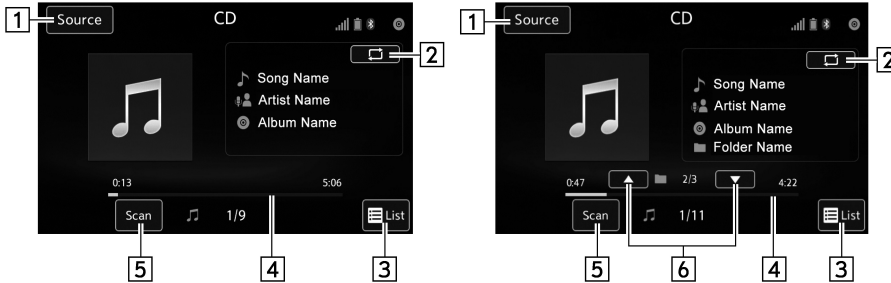 1 Source CD
2
Song Name
Artist Name
Album Name
0:13 5:06
Scan 1/9 List
5 4 3
1 Source CD
2
Song Name
Artist Name
Album Name
Folder Name
0:47 2/3 4:22
Scan 1/11 List
5 6 4 3